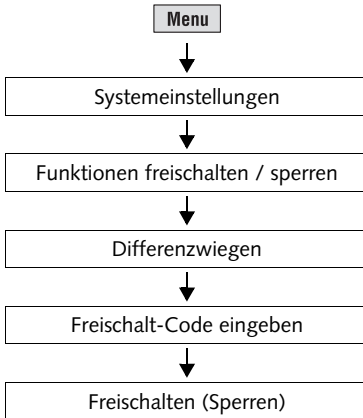 Menu
Systemeinstellungen
Funktionen freischalten / sperren
Differenzwiegen
Freischalt-Code eingeben
Freischalten (Sperren)